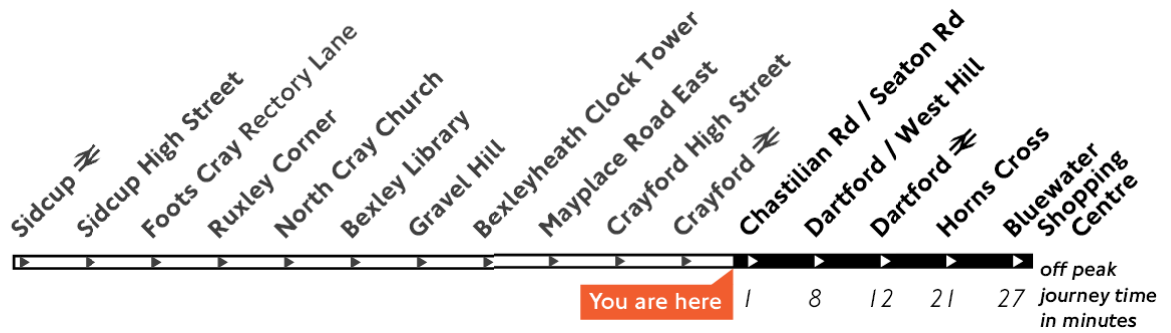 Sidcup
Sidcup High Street
Foots Cray Rectory Lane
Ruxley Corner
North Cray Church
Bexley Library
Gravel Hill
Bexleyheath Clock Tower
Mayplace Road East
Crayford High Street
Crayford
Chastilian Rd / Seaton Rd
Dartford / West Hill
Dartford
Horns Cross
Bluewater
Shopping
Centre
You are here
1 8 12 21 27
off peak
journey time
in minutes